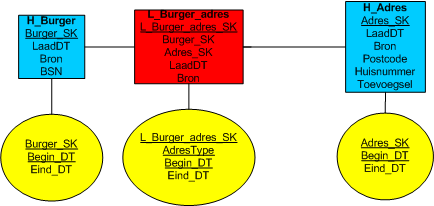 H_Burger
Burger_SK
LaadDT
Bron
BSN
L_Burger_adres
L_Burger_adres_SK
Burger_SK
Adres_SK
LaadDT
Bron
H_Adres
Adres_SK
LaadDT
Bron
Postcode
Huisnummer
Toevoegsel
Burger_SK
Begin_DT
Eind_DT
L_Burger_adres_SK
AdresType
Begin_DT
Eind_DT
Adres_SK
Begin_DT
Eind_DT